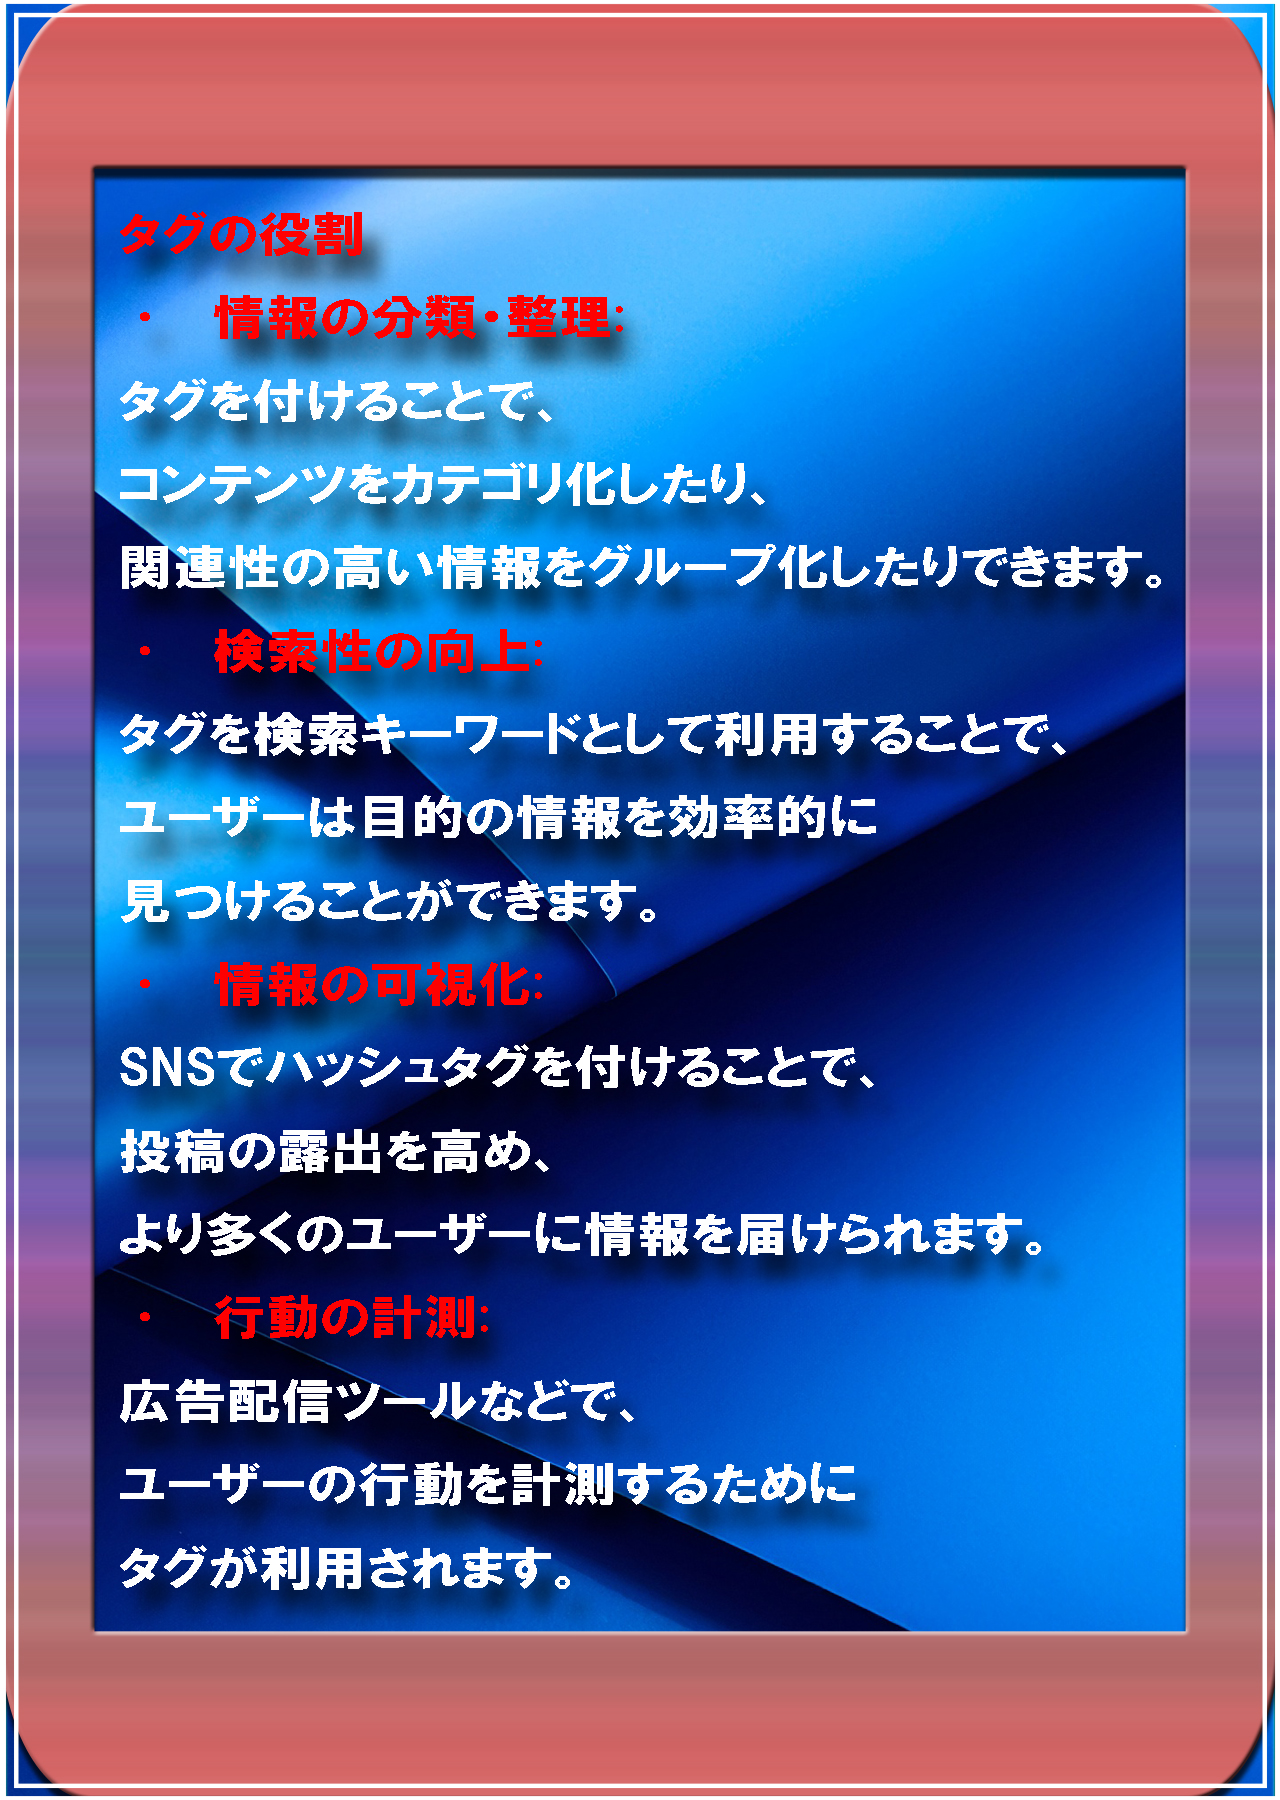 タグの役割
・ 情報の分類・整理:
タグを付けることで、
コンテンツをカテゴリ化したり、
関連性の高い情報をグループ化したりできます。
・ 検索性の向上:
タグを検索キーワードとして利用することで、
ユーザーは目的の情報を効率的に
見つけることができます。
・ 情報の可視化:
SNSでハッシュタグを付けることで、
投稿の露出を高め、
より多くのユーザーに情報を届けられます。
・ 行動の計測:
広告配信ツールなどで、
ユーザーの行動を計測するために
タグが利用されます。